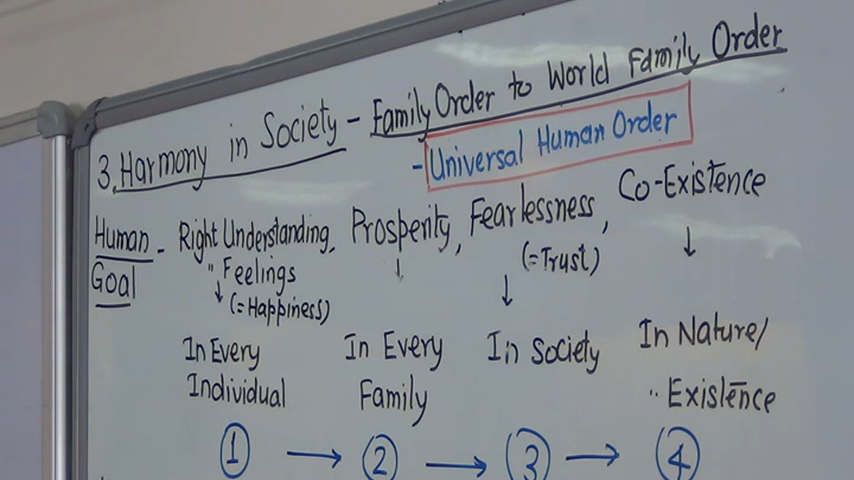 3. Harmony in Society - Family Order to World Family Order
- Universal Human Order
Human Goal - Right Understanding, Prosperity, Fearlessness, Co-Existence
" Feelings (=Trust)
(=Happiness)
In Every Individual In Every Family In Society In Nature/
" Existence
1 → 2 → 3 → 4